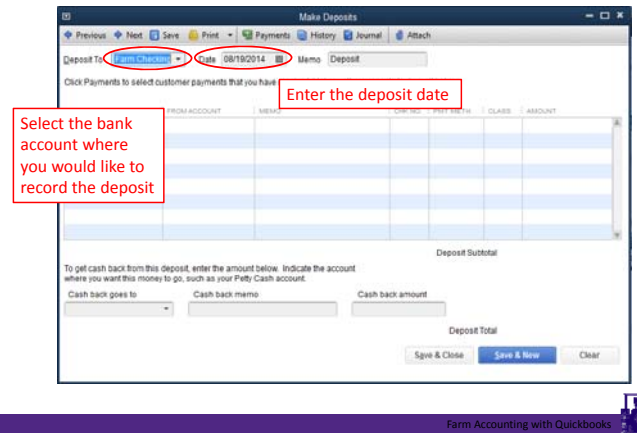 Make Deposits
Previous Next Save Print Payments History Journal Attach
Deposit To Farm Checking Date 08/19/2014 Memo Deposit
Click Payments to select customer payments that you have
Enter the deposit date
FROM ACCOUNT MEMO CHK NO. PMT METH CLASS AMOUNT
Select the bank
account where
you would like to
record the deposit
Deposit Subtotal
To get cash back from this deposit, enter the amount below. Indicate the account
where you want this money to go, such as your Petty Cash account.
Cash back goes to Cash back memo Cash back amount
Deposit Total
Save & Close Save & New Clear
Farm Accounting with Quickbooks